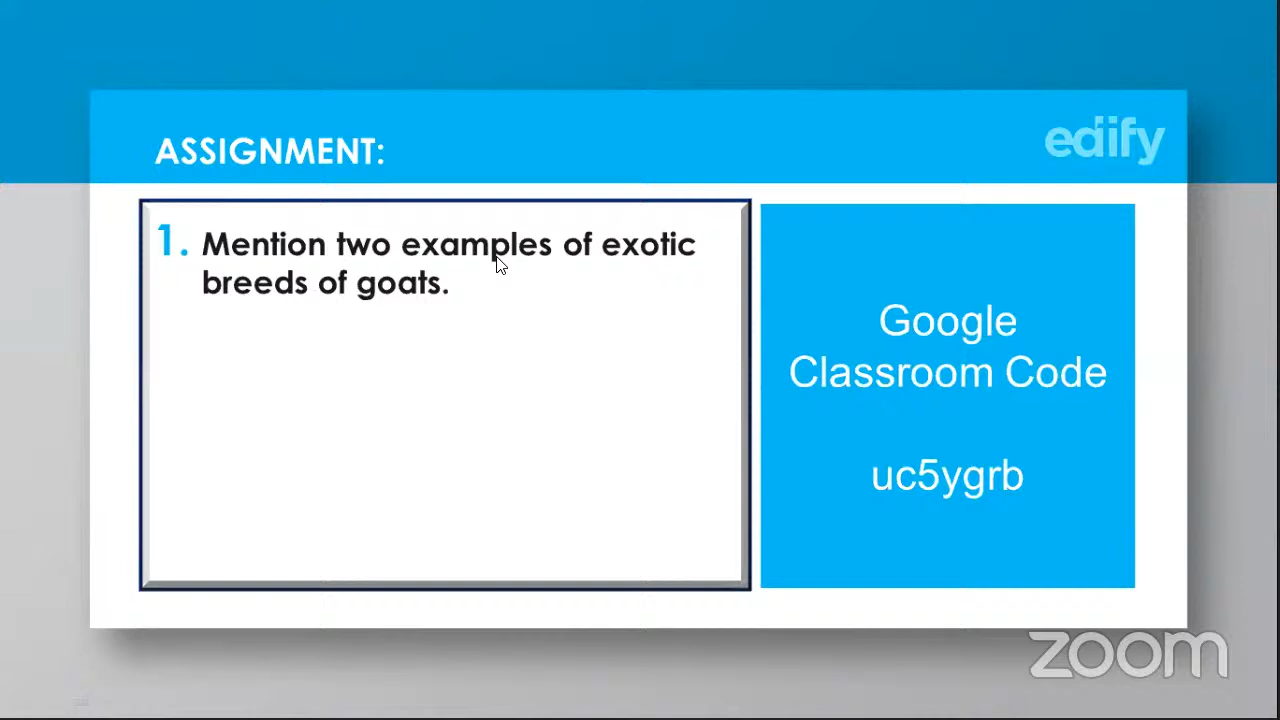 ASSIGNMENT:
edify
1. Mention two examples of exotic
breeds of goats.
Google
Classroom Code
uc5ygrb
zoom